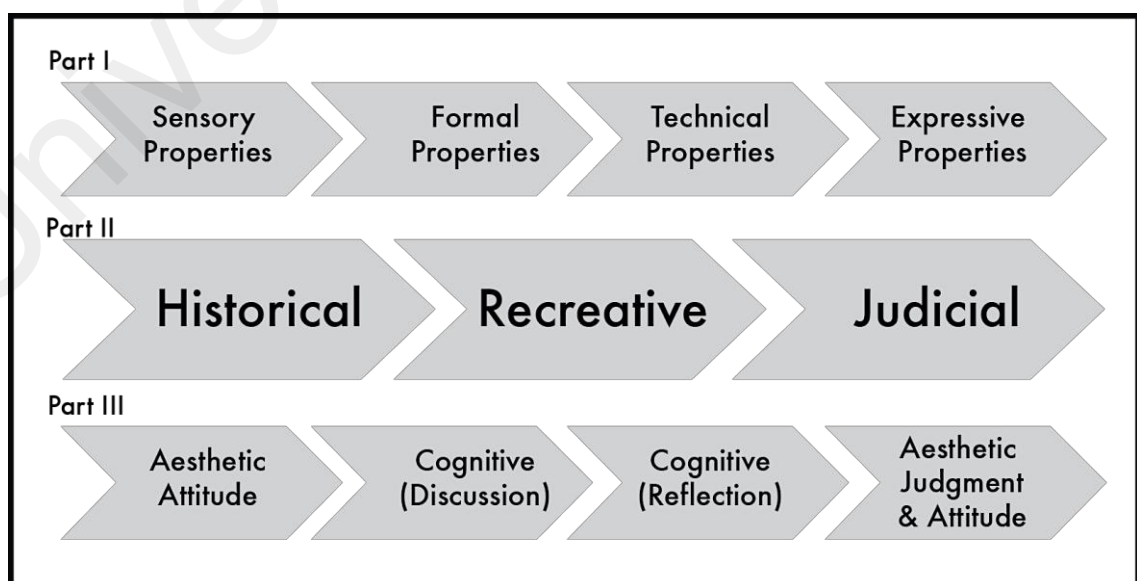 Part I
Sensory
Properties
Formal
Properties
Technical
Properties
Expressive
Properties
Part II
Historical
Recreative
Judicial
Part III
Aesthetic
Attitude
Cognitive
(Discussion)
Cognitive
(Reflection)
Aesthetic
Judgment
& Attitude